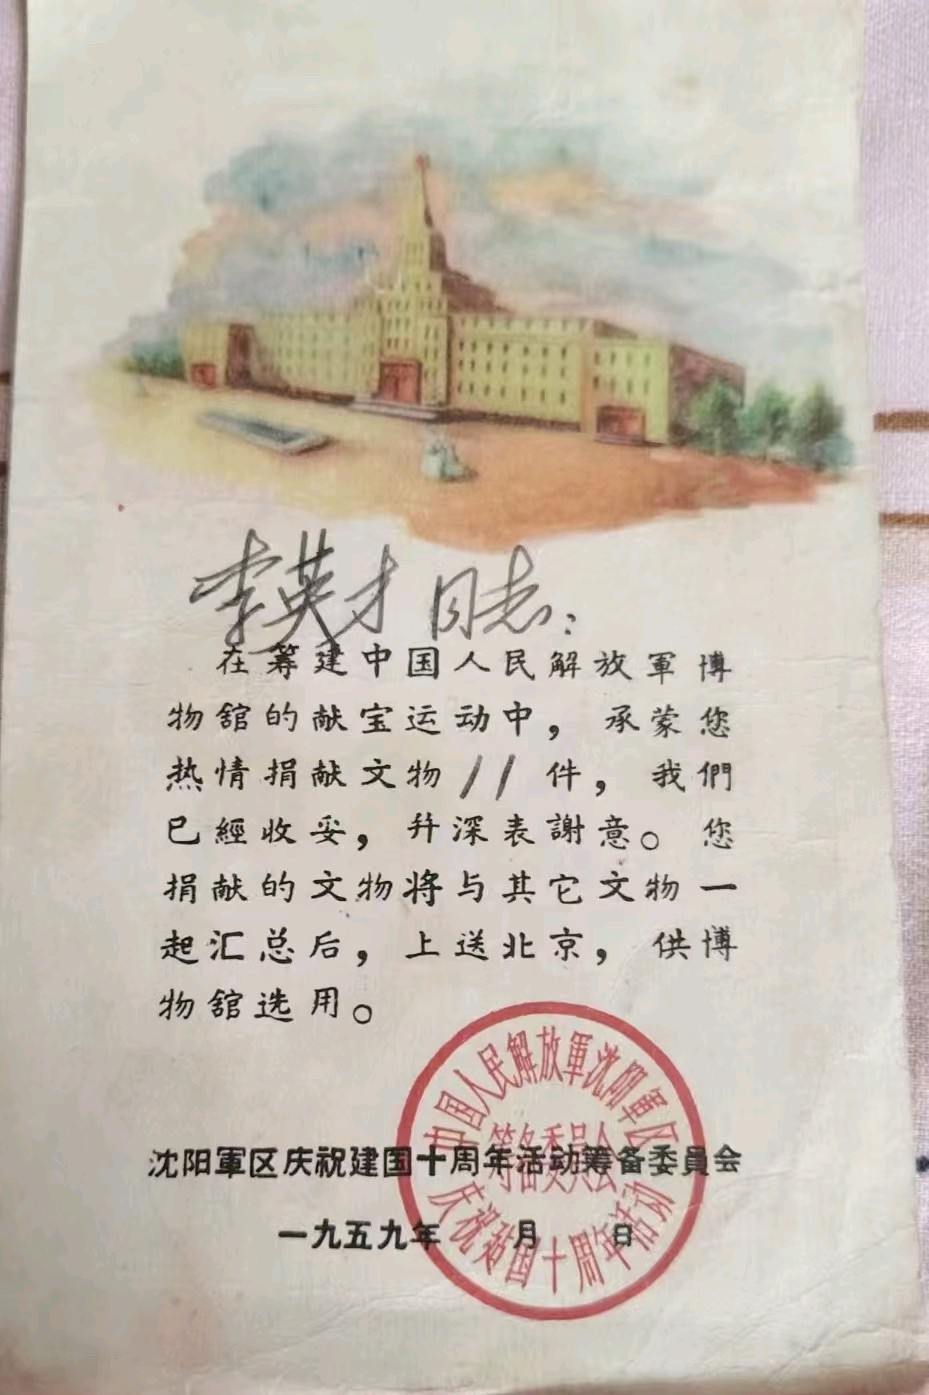 李英才同志：
在筹建中国人民解放軍博
物舘的献宝运动中，承蒙您
热情捐献文物11件，我們
已經收妥，幷深表謝意。您
捐献的文物将与其它文物一
起汇总后，上送北京，供博
物舘选用。
中国人民解放軍沈阳軍区
筹备委員会
庆祝建国十周年活动
沈阳軍区庆祝建国十周年活动筹备委員会
一九五九年 月 日